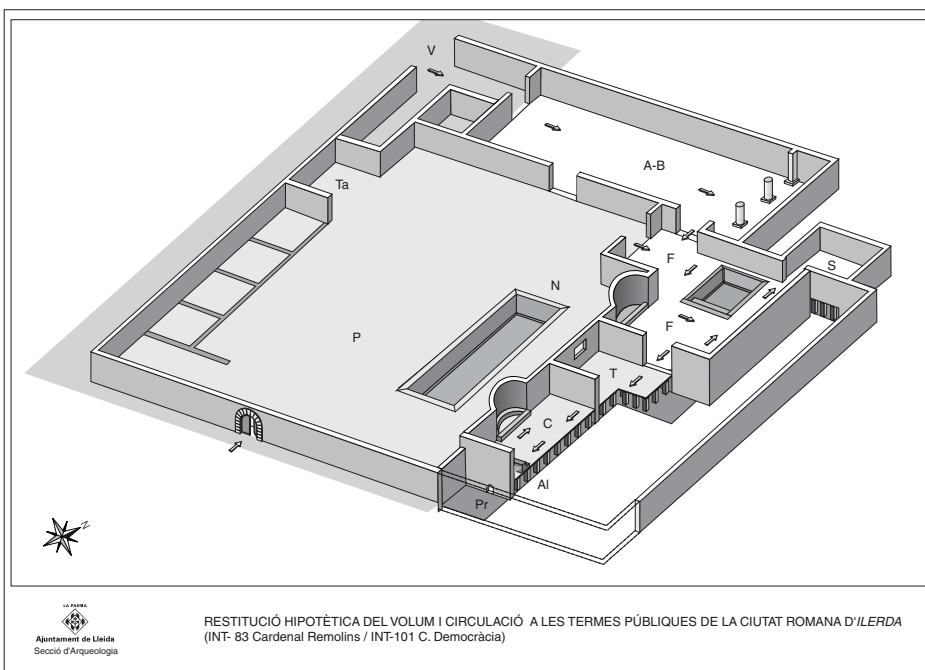 V
A-B
Ta
F
S
N
F
P
T
C
Al
Pr
N
LA PAERIA
Ajuntament de Lleida
Secció d'Arqueologia
RESTITUCIÓ HIPOTÈTICA DEL VOLUM I CIRCULACIÓ A LES TERMES PÚBLIQUES DE LA CIUTAT ROMANA D'ILERDA
(INT- 83 Cardenal Remolins / INT-101 C. Democràcia)